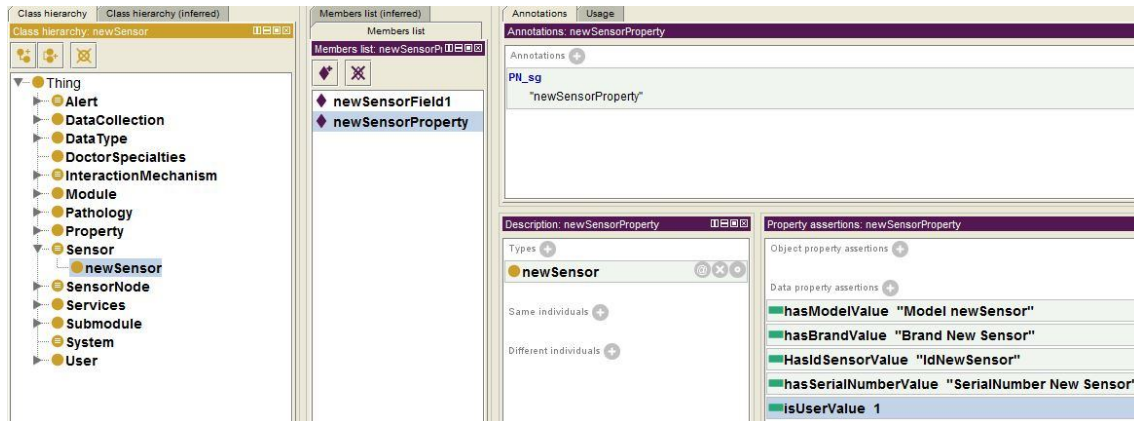 Class hierarchy
Class hierarchy (inferred)
Class hierarchy: newSensor
Thing
Alert
DataCollection
DataType
DoctorSpecialties
InteractionMechanism
Module
Pathology
Property
Sensor
newSensor
SensorNode
Services
Submodule
System
User
Members list (inferred)
Members list
Members list: newSensorPr
newSensorField1
newSensorProperty
Annotations
Usage
Annotations: newSensorProperty
Annotations
PN_sg
"newSensorProperty"
Description: newSensorProperty
Types
newSensor
@
Same individuals
Different individuals
Property assertions: newSensorProperty
Object property assertions
Data property assertions
hasModelValue "Model newSensor"
hasBrandValue "Brand New Sensor"
HasIdSensorValue "IdNewSensor"
hasSerialNumberValue "SerialNumber New Sensor"
isUserValue 1